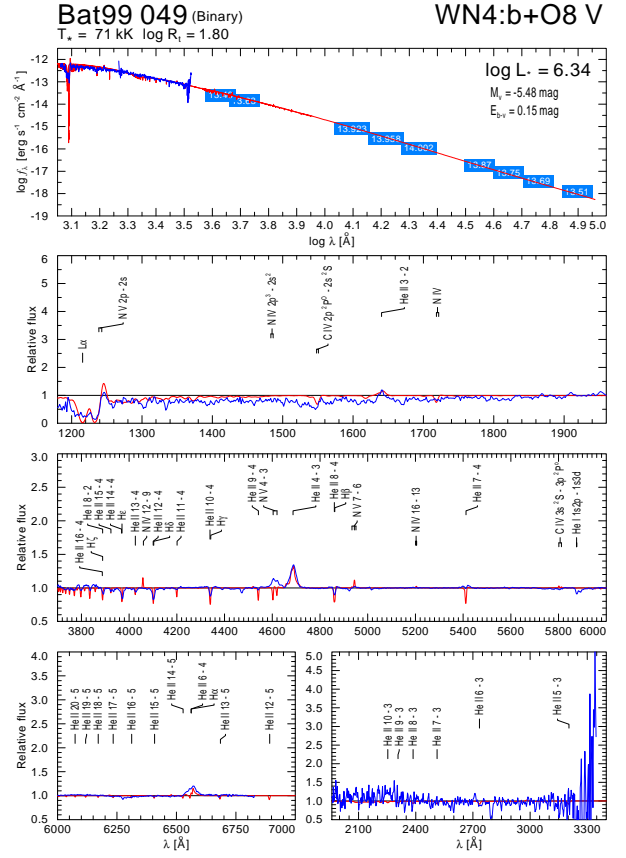 Bat99 049 (Binary)
WN4:b+O8 V
T* = 71 kK log Rt = 1.80
log L* = 6.34
Mv = -5.48 mag
Eb-v = 0.15 mag
log fλ [erg s-1 cm-2 Å-1]
-12
-13
-14
-15
-16
-17
-18
-19
13.923
13.958
14.002
13.87
13.75
13.69
13.51
3.1 3.2 3.3 3.4 3.5 3.6 3.7 3.8 3.9 4.0 4.1 4.2 4.3 4.4 4.5 4.6 4.7 4.8 4.9 5.0
log λ [Å]
Relative flux
6
5
4
3
2
1
0
Lα
N V 2p - 2s
N IV 2p3 - 2s2
C IV 2p 2Po - 2s 2S
He II 3 - 2
N IV
1200 1300 1400 1500 1600 1700 1800 1900
Relative flux
3.0
2.5
2.0
1.5
1.0
0.5
He II 16 - 4
Hζ
He I 8 - 2
He II 15 - 4
He II 14 - 4
Hε
He II 13 - 4
N IV 12 - 9
He II 12 - 4
Hδ
He II 11 - 4
He II 10 - 4
Hγ
He II 9 - 4
N V 4 - 3
He II 4 - 3
He II 8 - 4
Hβ
N V 7 - 6
N IV 16 - 13
He II 7 - 4
C IV 3s 2S - 3p 2Po
He I 1s2p - 1s3d
3800 4000 4200 4400 4600 4800 5000 5200 5400 5600 5800 6000
Relative flux
4.0
3.5
3.0
2.5
2.0
1.5
1.0
0.5
He II 20 - 5
He II 19 - 5
He II 18 - 5
He II 17 - 5
He II 16 - 5
He II 15 - 5
He II 14 - 5
He II 6 - 4
Hα
He II 13 - 5
He II 12 - 5
6000 6250 6500 6750 7000
λ [Å]
5.0
4.5
4.0
3.5
3.0
2.5
2.0
1.5
1.0
0.5
He II 10 - 3
He II 9 - 3
He II 8 - 3
He II 7 - 3
He II 6 - 3
He II 5 - 3
2100 2400 2700 3000 3300
λ [Å]